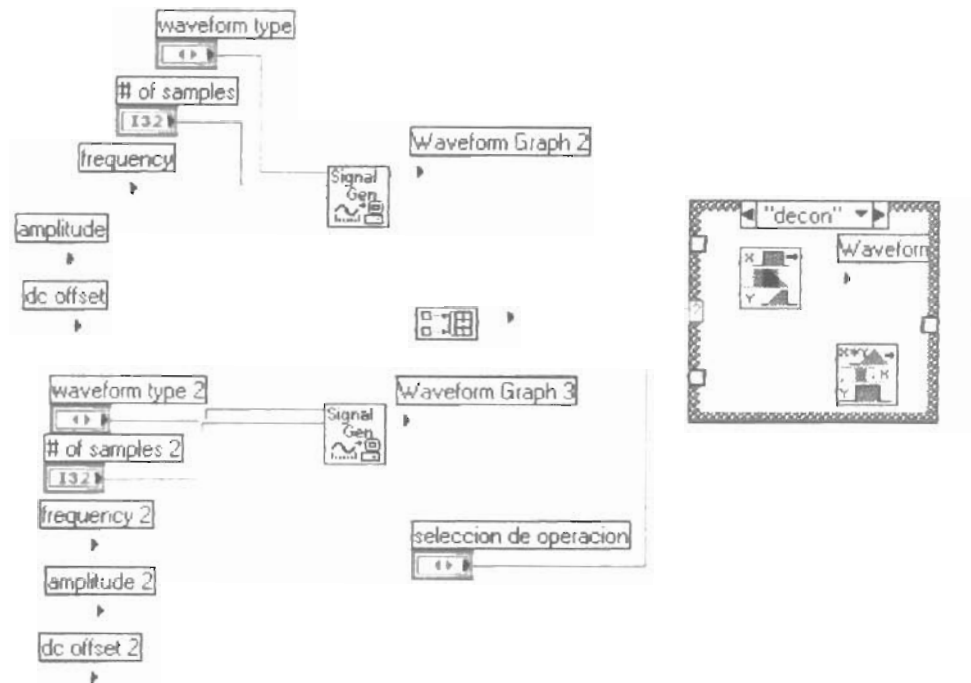 waveform type
# of samples
I32
frequency
Waveform Graph 2
Signal
Gen
amplitude
dc offset
"decon"
Waveform
X
Y
X*Y
X
Y
waveform type 2
Waveform Graph 3
Signal
Gen
# of samples 2
I32
frequency 2
seleccion de operacion
amplitude 2
dc offset 2